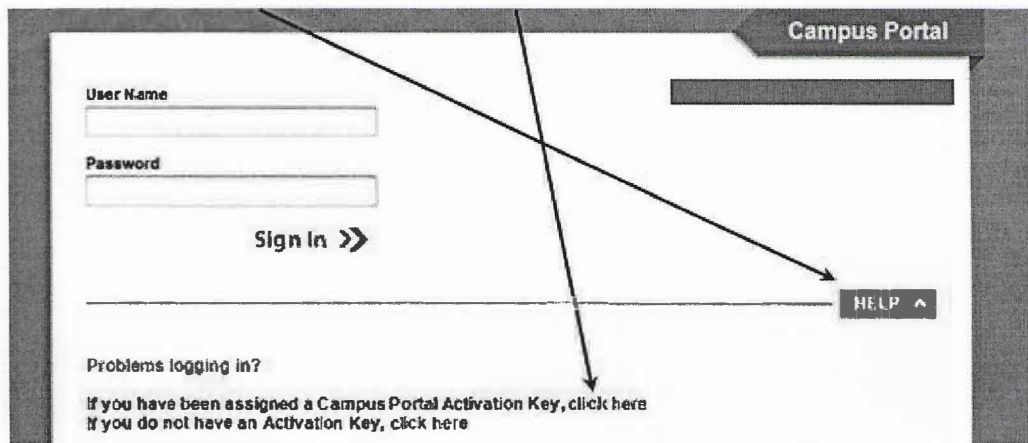 Campus Portal
User Name
Password
Sign In
HELP
Problems logging in?
If you have been assigned a Campus Portal Activation Key, click here
If you do not have an Activation Key, click here